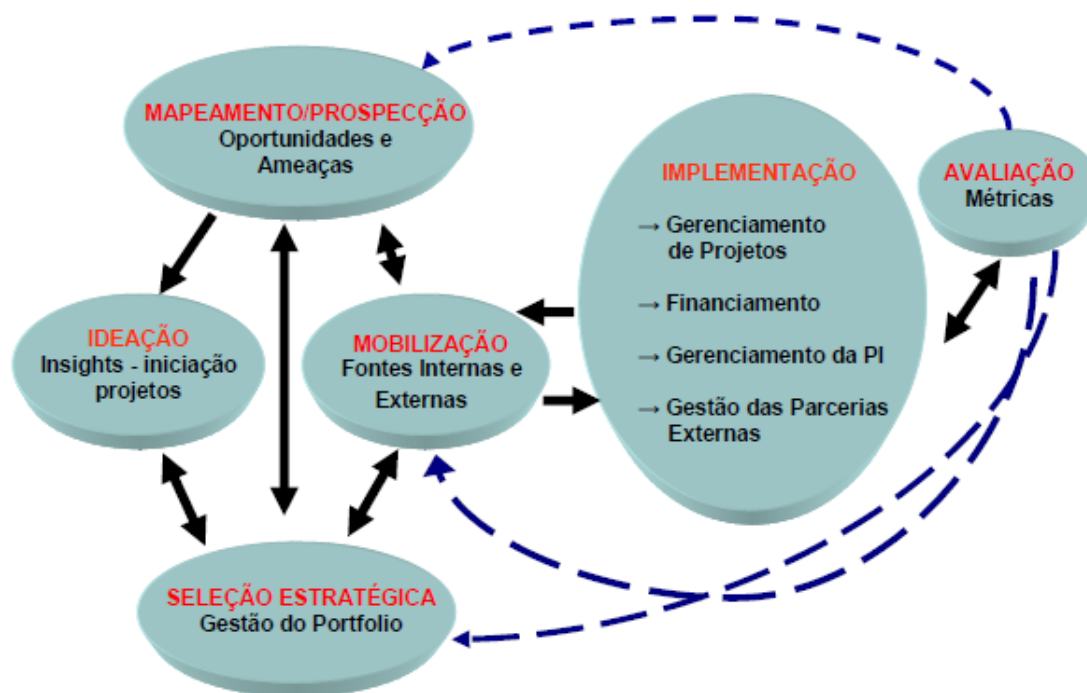 MAPEAMENTO/PROSPECÇÃO
Oportunidades e
Ameaças
IDEAÇÃO
Insights - iniciação
projetos
MOBILIZAÇÃO
Fontes Internas e
Externas
SELEÇÃO ESTRATÉGICA
Gestão do Portfolio
IMPLEMENTAÇÃO
→ Gerenciamento
de Projetos
→ Financiamento
→ Gerenciamento da PI
→ Gestão das Parcerias
Externas
AVALIAÇÃO
Métricas